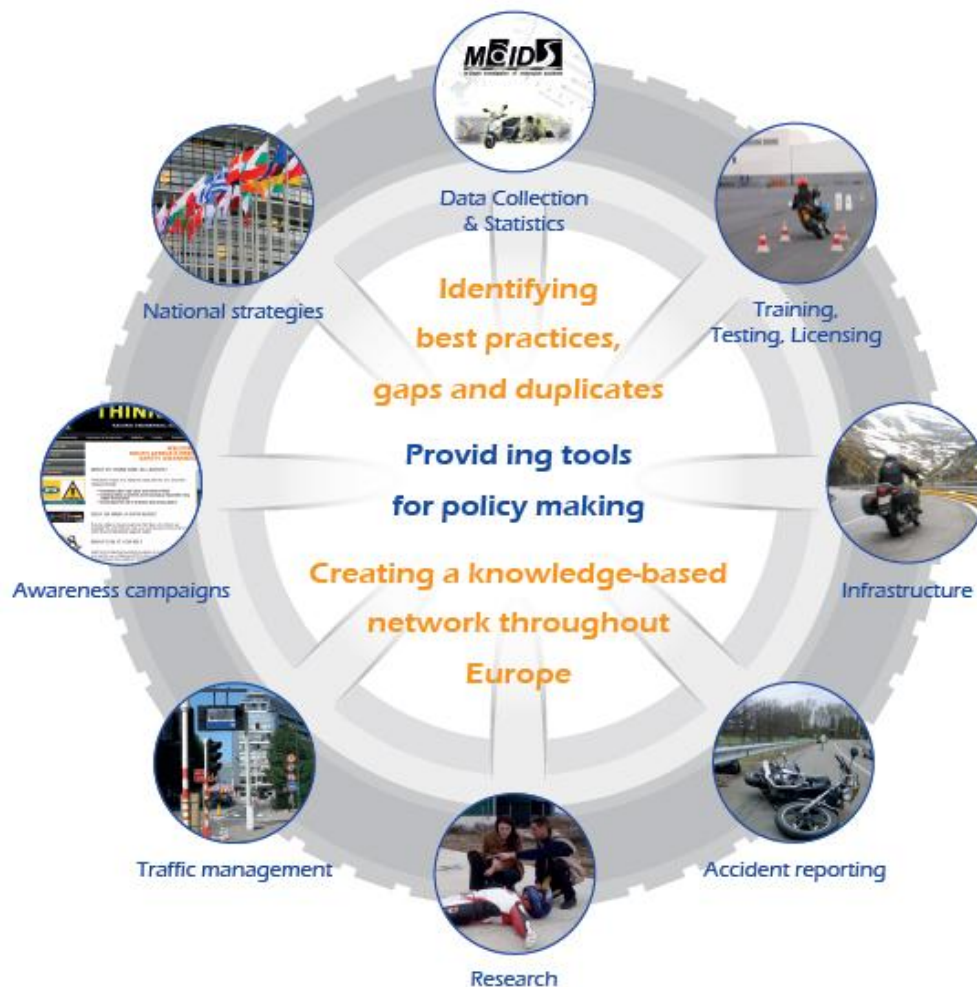 MAIDS
Data Collection
& Statistics
National strategies
Training,
Testing, Licensing
Identifying
best practices,
gaps and duplicates
Provid ing tools
for policy making
Creating a knowledge-based
network throughout
Europe
THINK
Awareness campaigns
Infrastructure
Traffic management
Accident reporting
Research